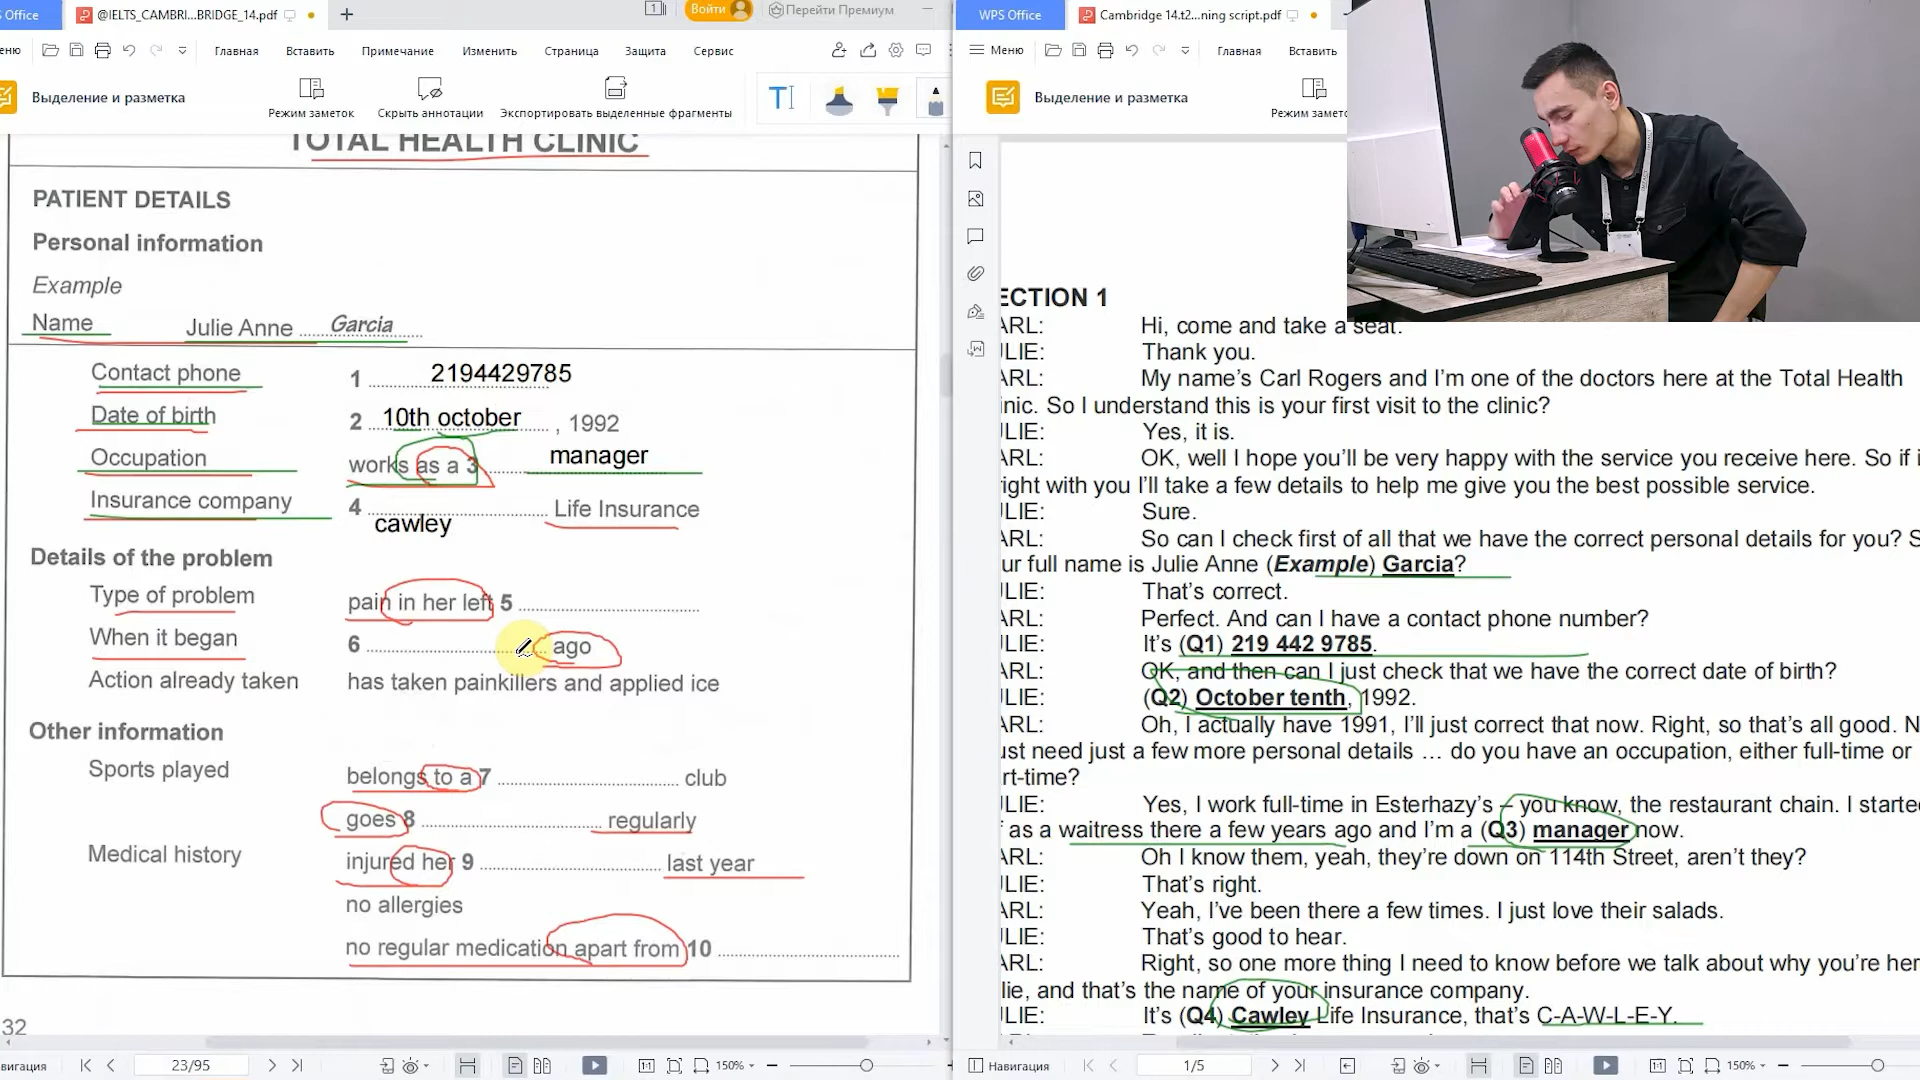 Office
@IELTS_CAMBRI...BRIDGE_14.pdf
Войти
Перейти Премиум
Главная
Вставить
Примечание
Изменить
Страница
Защита
Сервис
Выделение и разметка
Режим заметок
Скрыть аннотации
Экспортировать выделенные фрагменты
TOTAL HEALTH CLINIC
PATIENT DETAILS
Personal information
Example
Name Julie Anne Garcia
Contact phone 1 2194429785
Date of birth 2 10th october , 1992
Occupation works as a 3 manager
Insurance company 4 cawley Life Insurance
Details of the problem
Type of problem pain in her left 5
When it began 6 ago
Action already taken has taken painkillers and applied ice
Other information
Sports played belongs to a 7 club
goes 8 regularly
Medical history injured her 9 last year
no allergies
no regular medication apart from 10
32
23/95
150%
WPS Office
Cambridge 14.t2...ning script.pdf
Меню
Главная
Вставить
Выделение и разметка
Режим замето
ECTION 1
ARL: Hi, come and take a seat.
LIE: Thank you.
ARL: My name's Carl Rogers and I'm one of the doctors here at the Total Health
inic. So I understand this is your first visit to the clinic?
LIE: Yes, it is.
ARL: OK, well I hope you'll be very happy with the service you receive here. So if i
ight with you I'll take a few details to help me give you the best possible service.
LIE: Sure.
ARL: So can I check first of all that we have the correct personal details for you? S
ur full name is Julie Anne (Example) Garcia?
LIE: That's correct.
ARL: Perfect. And can I have a contact phone number?
LIE: It's (Q1) 219 442 9785.
ARL: OK, and then can I just check that we have the correct date of birth?
LIE: (Q2) October tenth, 1992.
ARL: Oh, I actually have 1991, I'll just correct that now. Right, so that's all good. N
ust need just a few more personal details … do you have an occupation, either full-time or
rt-time?
LIE: Yes, I work full-time in Esterhazy's – you know, the restaurant chain. I starte
f as a waitress there a few years ago and I'm a (Q3) manager now.
ARL: Oh I know them, yeah, they're down on 114th Street, aren't they?
LIE: That's right.
ARL: Yeah, I've been there a few times. I just love their salads.
LIE: That's good to hear.
ARL: Right, so one more thing I need to know before we talk about why you're her
lie, and that's the name of your insurance company.
LIE: It's (Q4) Cawley Life Insurance, that's C-A-W-L-E-Y.
Навигация
1/5
150%